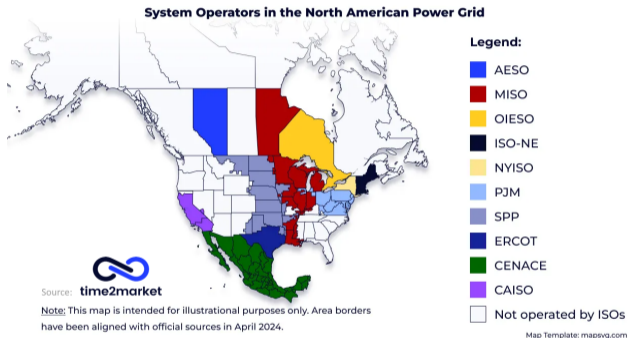 System Operators in the North American Power Grid
Legend:
AESO
MISO
OIESO
ISO-NE
NYISO
PJM
SPP
ERCOT
CENACE
CAISO
Not operated by ISOs
Source: time2market
Note: This map is intended for illustrational purposes only. Area borders
have been aligned with official sources in April 2024.
Map Template: mapsvg.com